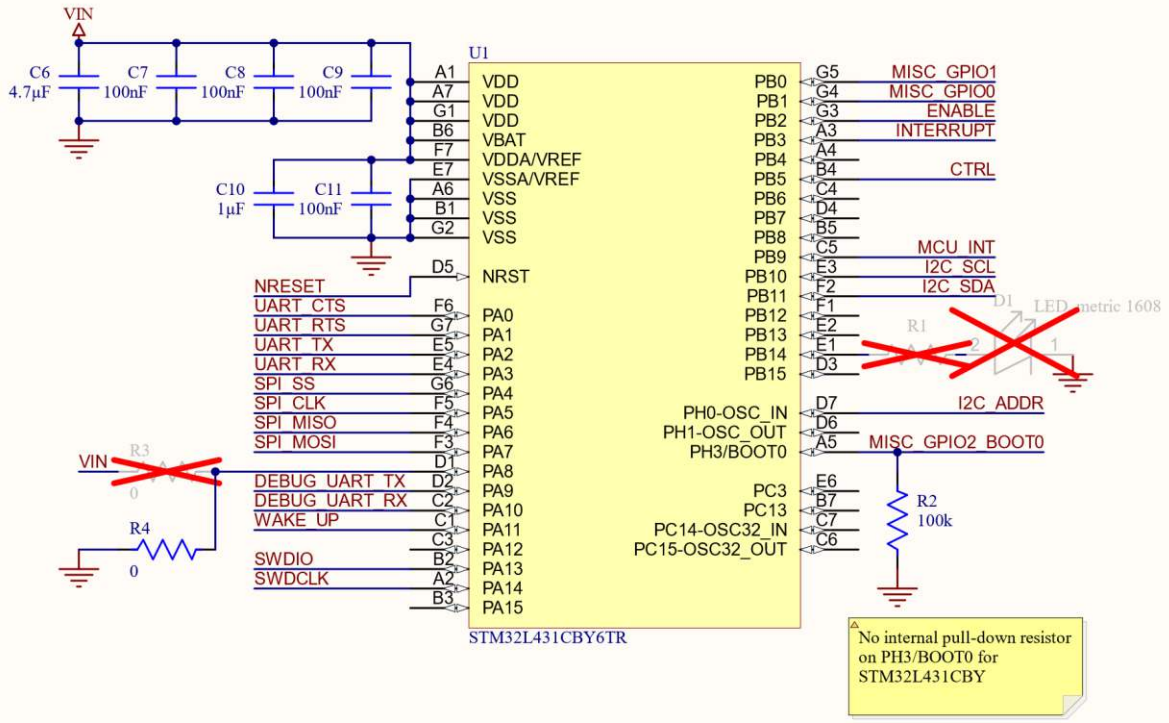 VIN
C6
4.7µF
C7
100nF
C8
100nF
C9
100nF
C10
1µF
C11
100nF
U1
A1 VDD
A7 VDD
G1 VDD
B6 VBAT
F7 VDDA/VREF
E7 VSSA/VREF
A6 VSS
B1 VSS
G2 VSS
NRESET D5 NRST
UART_CTS F6 PA0
UART_RTS G7 PA1
UART_TX E5 PA2
UART_RX E4 PA3
SPI_SS G6 PA4
SPI_CLK F5 PA5
SPI_MISO F4 PA6
SPI_MOSI F3 PA7
D1 PA8
DEBUG_UART_TX D2 PA9
DEBUG_UART_RX C2 PA10
WAKE_UP C1 PA11
C3 PA12
SWDIO B2 PA13
SWDCLK A2 PA14
B3 PA15
VIN
R3
0
R4
0
PB0 G5 MISC_GPIO1
PB1 G4 MISC_GPIO0
PB2 G3 ENABLE
PB3 A3 INTERRUPT
PB4 A4
PB5 B4 CTRL
PB6 C4
PB7 D4
PB8 B5
PB9 C5 MCU_INT
PB10 E3 I2C_SCL
PB11 F2 I2C_SDA
PB12 F1
PB13 E2
PB14 E1
PB15 D3
R1
2
D1
LED_metric 1608
1
PH0-OSC_IN D7 I2C_ADDR
PH1-OSC_OUT D6
PH3/BOOT0 A5 MISC_GPIO2_BOOT0
PC3 E6
PC13 B7
PC14-OSC32_IN C7
PC15-OSC32_OUT C6
R2
100k
STM32L431CBY6TR
No internal pull-down resistor
on PH3/BOOT0 for
STM32L431CBY